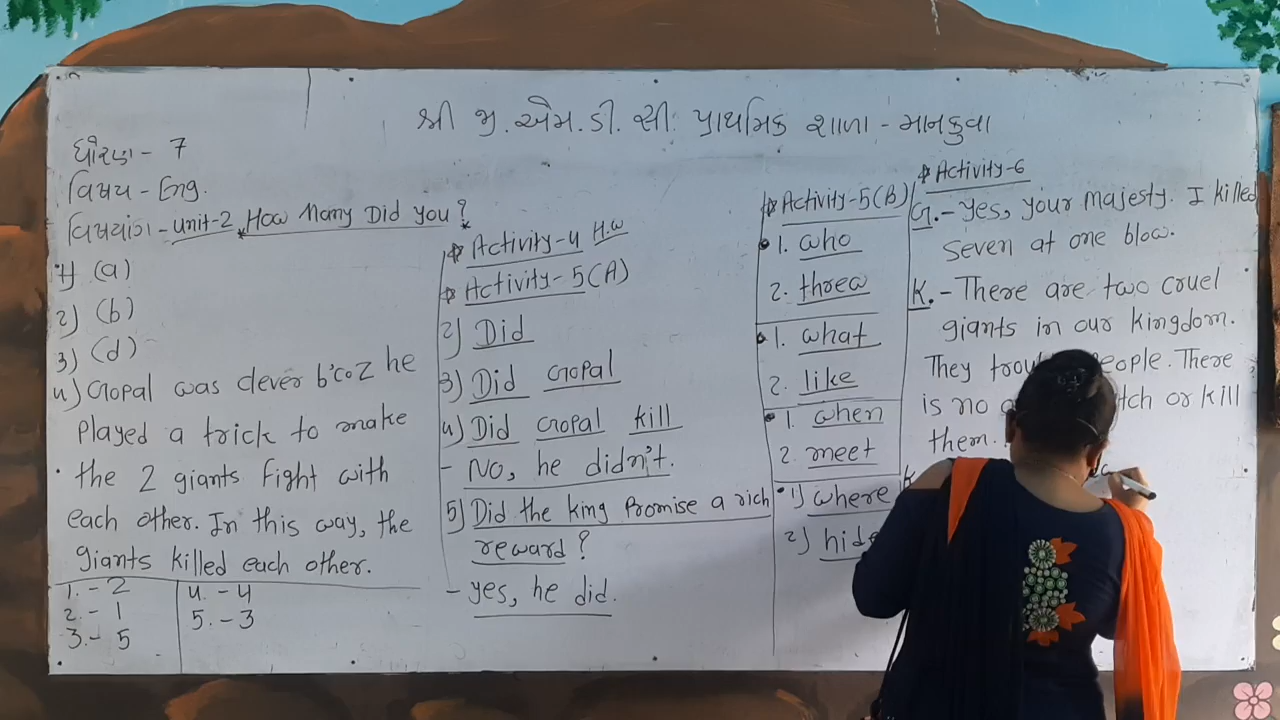 શ્રી જી. એમ. ડી. સી. પ્રાથમિક શાળા - માનકુવા
ધોરણ - 7
વિષય - Eng.
વિષયાંગ - unit-2 *How Many Did You?*
1) (a)
2) (b)
3) (d)
4) Gopal was clever b'coz he
Played a trick to make
the 2 giants Fight with
each other. In this way, the
giants killed each other.
1. - 2
2. - 1
3. - 5
4. - 4
5. - 3
* Activity-4 H.W
* Activity-5(A)
2) Did
3) Did Gopal
4) Did Gopal kill
- No, he didn't.
5) Did the king Promise a rich
reward?
- yes, he did.
* Activity-5(B)
• 1. who
2. threw
• 1. what
2. like
• 1. when
2. meet
• 1) where
2) hide
* Activity-6
G. - Yes, your majesty. I killed
seven at one blow.
K. - There are two cruel
giants in our kingdom.
They people. There
is no or kill
them.